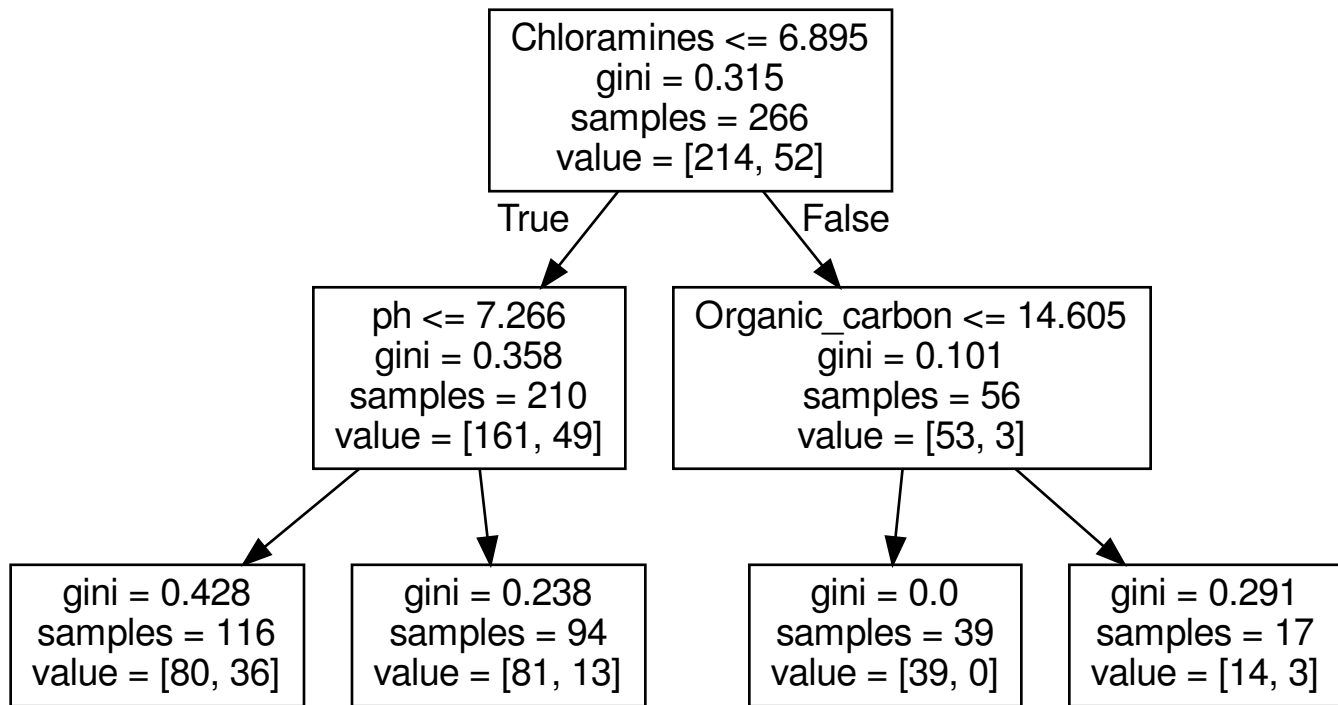 Chloramines <= 6.895
gini = 0.315
samples = 266
value = [214, 52]
True
False
ph <= 7.266
gini = 0.358
samples = 210
value = [161, 49]
Organic_carbon <= 14.605
gini = 0.101
samples = 56
value = [53, 3]
gini = 0.428
samples = 116
value = [80, 36]
gini = 0.238
samples = 94
value = [81, 13]
gini = 0.0
samples = 39
value = [39, 0]
gini = 0.291
samples = 17
value = [14, 3]